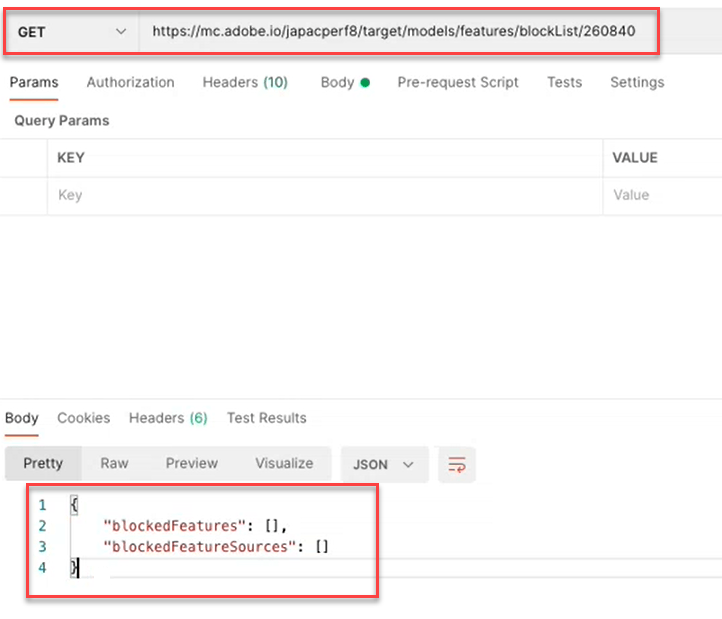 GET https://mc.adobe.io/japacperf8/target/models/features/blockList/260840
Params Authorization Headers (10) Body Pre-request Script Tests Settings
Query Params
KEY VALUE
Key Value
Body Cookies Headers (6) Test Results
Pretty Raw Preview Visualize JSON
1 {
2 "blockedFeatures": [],
3 "blockedFeatureSources": []
4 }